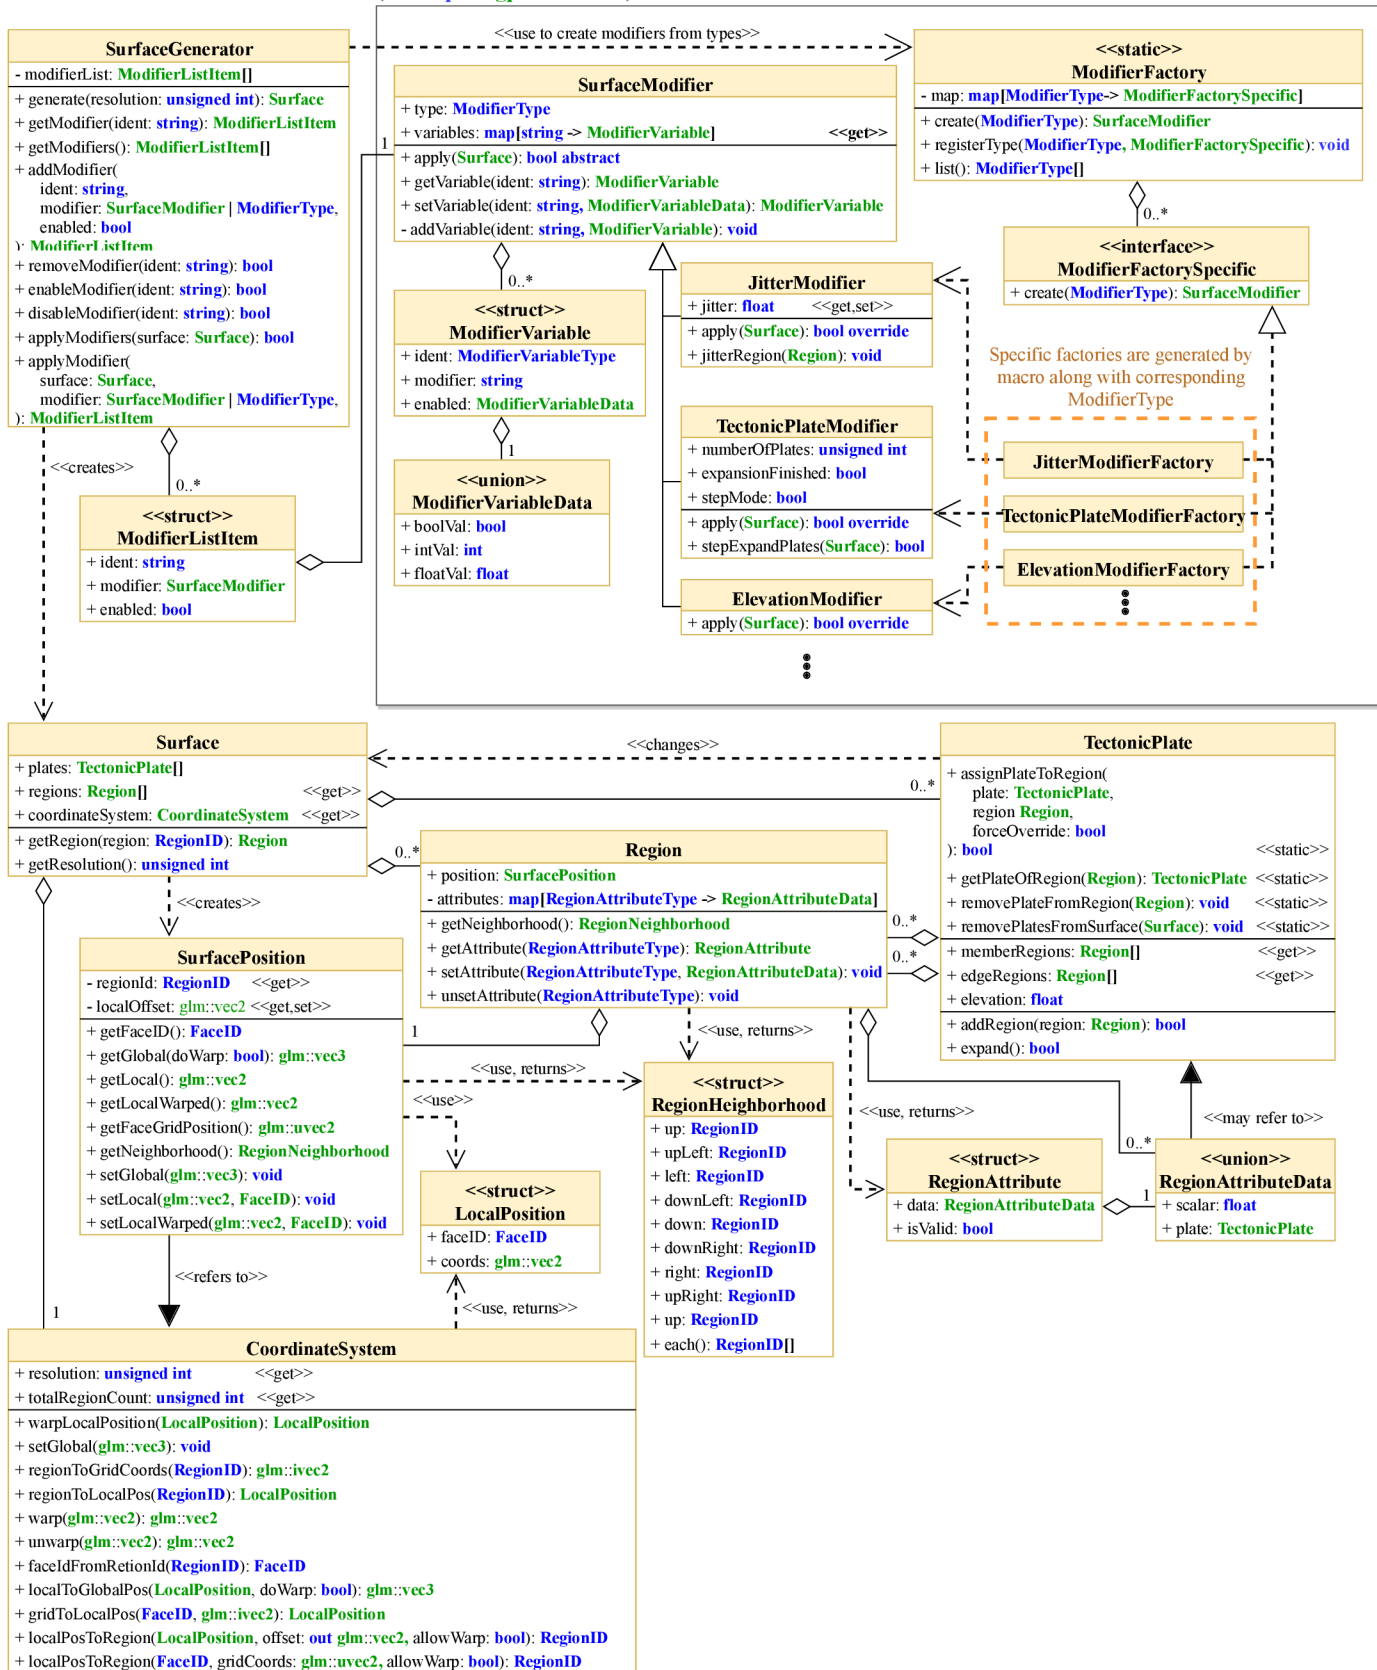 <<use to create modifiers from types>>
SurfaceGenerator
- modifierList: ModifierListItem[]
+ generate(resolution: unsigned int): Surface
+ getModifier(ident: string): ModifierListItem
+ getModifiers(): ModifierListItem[]
+ addModifier(
ident: string,
modifier: SurfaceModifier | ModifierType,
enabled: bool
): ModifierListItem
+ removeModifier(ident: string): bool
+ enableModifier(ident: string): bool
+ disableModifier(ident: string): bool
+ applyModifiers(surface: Surface): bool
+ applyModifier(
surface: Surface,
modifier: SurfaceModifier | ModifierType,
): ModifierListItem
<<creates>>
0..*
1
<<struct>>
ModifierListItem
+ ident: string
+ modifier: SurfaceModifier
+ enabled: bool
SurfaceModifier
+ type: ModifierType
+ variables: map[string -> ModifierVariable] <<get>>
+ apply(Surface): bool abstract
+ getVariable(ident: string): ModifierVariable
+ setVariable(ident: string, ModifierVariableData): ModifierVariable
- addVariable(ident: string, ModifierVariable): void
0..*
<<struct>>
ModifierVariable
+ ident: ModifierVariableType
+ modifier: string
+ enabled: ModifierVariableData
1
<<union>>
ModifierVariableData
+ boolVal: bool
+ intVal: int
+ floatVal: float
JitterModifier
+ jitter: float <<get,set>>
+ apply(Surface): bool override
+ jitterRegion(Region): void
TectonicPlateModifier
+ numberOfPlates: unsigned int
+ expansionFinished: bool
+ stepMode: bool
+ apply(Surface): bool override
+ stepExpandPlates(Surface): bool
ElevationModifier
+ apply(Surface): bool override
<<static>>
ModifierFactory
- map: map[ModifierType-> ModifierFactorySpecific]
+ create(ModifierType): SurfaceModifier
+ registerType(ModifierType, ModifierFactorySpecific): void
+ list(): ModifierType[]
0..*
<<interface>>
ModifierFactorySpecific
+ create(ModifierType): SurfaceModifier
Specific factories are generated by
macro along with corresponding
ModifierType
JitterModifierFactory
TectonicPlateModifierFactory
ElevationModifierFactory
Surface
+ plates: TectonicPlate[]
+ regions: Region[] <<get>>
+ coordinateSystem: CoordinateSystem <<get>>
+ getRegion(region: RegionID): Region
+ getResolution(): unsigned int
<<changes>>
0..*
0..*
<<creates>>
TectonicPlate
+ assignPlateToRegion(
plate: TectonicPlate,
region Region,
forceOverride: bool
): bool <<static>>
+ getPlateOfRegion(Region): TectonicPlate <<static>>
+ removePlateFromRegion(Region): void <<static>>
+ removePlatesFromSurface(Surface): void <<static>>
+ memberRegions: Region[] <<get>>
+ edgeRegions: Region[] <<get>>
+ elevation: float
+ addRegion(region: Region): bool
+ expand(): bool
Region
+ position: SurfacePosition
- attributes: map[RegionAttributeType -> RegionAttributeData]
+ getNeighborhood(): RegionNeighborhood
+ getAttribute(RegionAttributeType): RegionAttribute
+ setAttribute(RegionAttributeType, RegionAttributeData): void
+ unsetAttribute(RegionAttributeType): void
0..*
0..*
SurfacePosition
- regionId: RegionID <<get>>
- localOffset: glm::vec2 <<get,set>>
+ getFaceID(): FaceID
+ getGlobal(doWarp: bool): glm::vec3
+ getLocal(): glm::vec2
+ getLocalWarped(): glm::vec2
+ getFaceGridPosition(): glm::uvec2
+ getNeighborhood(): RegionNeighborhood
+ setGlobal(glm::vec3): void
+ setLocal(glm::vec2, FaceID): void
+ setLocalWarped(glm::vec2, FaceID): void
1
<<use, returns>>
<<use, returns>>
<<use>>
<<use, returns>>
<<may refer to>>
<<struct>>
RegionHeighborhood
+ up: RegionID
+ upLeft: RegionID
+ left: RegionID
+ downLeft: RegionID
+ down: RegionID
+ downRight: RegionID
+ right: RegionID
+ upRight: RegionID
+ up: RegionID
+ each(): RegionID[]
<<struct>>
LocalPosition
+ faceID: FaceID
+ coords: glm::vec2
<<struct>>
RegionAttribute
+ data: RegionAttributeData
+ isValid: bool
0..*
1
<<union>>
RegionAttributeData
+ scalar: float
+ plate: TectonicPlate
<<refers to>>
<<use, returns>>
1
CoordinateSystem
+ resolution: unsigned int <<get>>
+ totalRegionCount: unsigned int <<get>>
+ warpLocalPosition(LocalPosition): LocalPosition
+ setGlobal(glm::vec3): void
+ regionToGridCoords(RegionID): glm::ivec2
+ regionToLocalPos(RegionID): LocalPosition
+ warp(glm::vec2): glm::vec2
+ unwarp(glm::vec2): glm::vec2
+ faceIdFromRetionId(RegionID): FaceID
+ localToGlobalPos(LocalPosition, doWarp: bool): glm::vec3
+ gridToLocalPos(FaceID, glm::ivec2): LocalPosition
+ localPosToRegion(LocalPosition, offset: out glm::vec2, allowWarp: bool): RegionID
+ localPosToRegion(FaceID, gridCoords: glm::uvec2, allowWarp: bool): RegionID